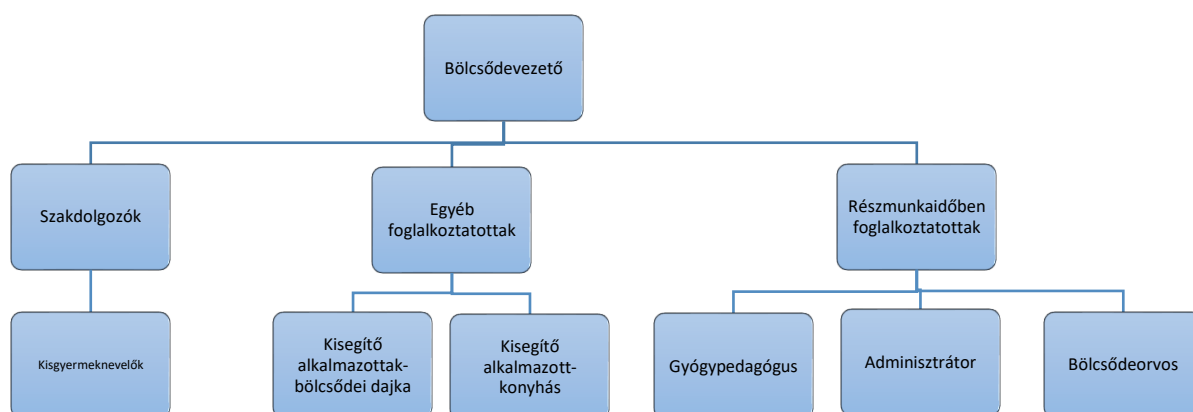 Bölcsődevezető
Szakdolgozók
Egyéb
foglalkoztatottak
Részmunkaidőben
foglalkoztatottak
Kisgyermeknevelők
Kisegítő
alkalmazottak-
bölcsődei dajka
Kisegítő
alkalmazott-
konyhás
Gyógypedagógus
Adminisztrátor
Bölcsődeorvos